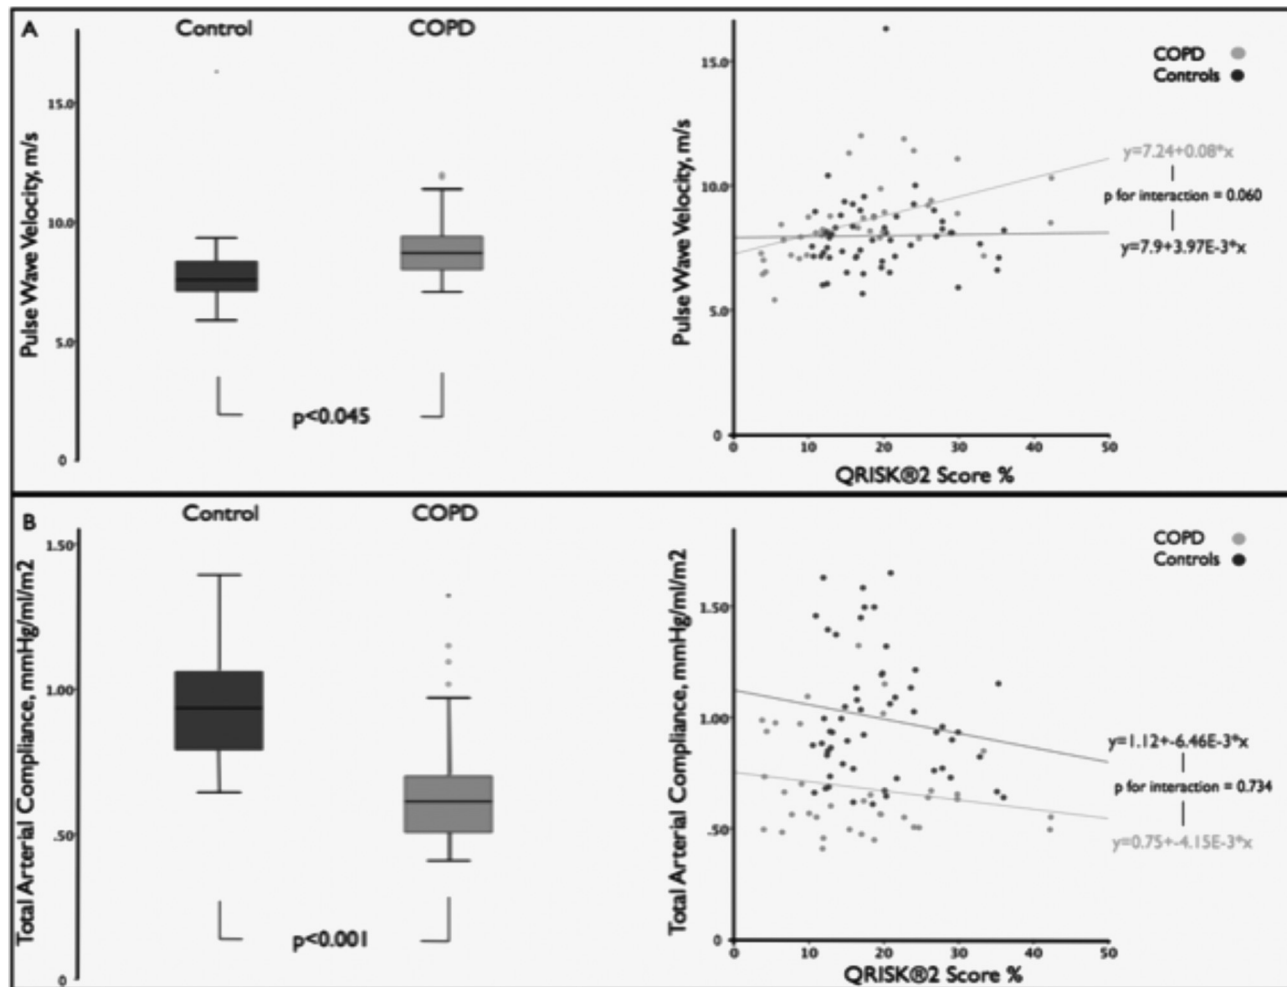 A
Control
COPD
Pulse Wave Velocity, m/s
15.0
10.0
5.0
0
p<0.045
COPD
Controls
Pulse Wave Velocity, m/s
15.0
10.0
5.0
0
0
10
20
30
40
50
QRISK®2 Score %
y=7.24+0.08*x
p for interaction = 0.060
y=7.9+3.97E-3*x
B
Control
COPD
Total Arterial Compliance, mmHg/ml/m2
1.50
1.00
.50
0
p<0.001
COPD
Controls
Total Arterial Compliance, mmHg/ml/m2
1.50
1.00
.50
0
0
10
20
30
40
50
QRISK®2 Score %
y=1.12+-6.46E-3*x
p for interaction = 0.734
y=0.75+-4.15E-3*x